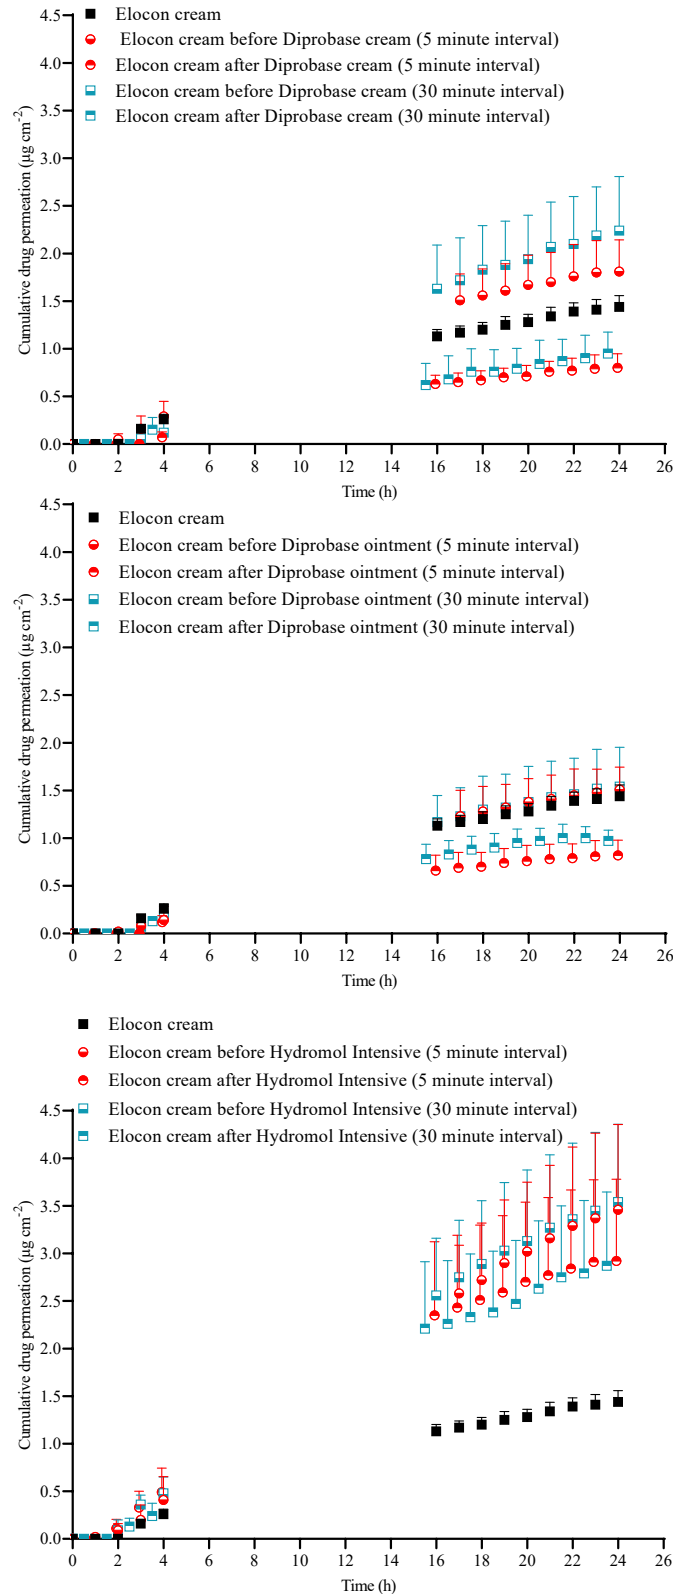 4.5
Elocon cream
Elocon cream before Diprobase cream (5 minute interval)
4.0
Elocon cream after Diprobase cream (5 minute interval)
Elocon cream before Diprobase cream (30 minute interval)
3.5
Elocon cream after Diprobase cream (30 minute interval)
3.0
2.5
2.0
1.5
1.0
0.5
0.0
Cumulative drug permeation (µg cm-2)
0 2 4 6 8 10 12 14 16 18 20 22 24 26
Time (h)
4.5
Elocon cream
Elocon cream before Diprobase ointment (5 minute interval)
4.0
Elocon cream after Diprobase ointment (5 minute interval)
Elocon cream before Diprobase ointment (30 minute interval)
3.5
Elocon cream after Diprobase ointment (30 minute interval)
3.0
2.5
2.0
1.5
1.0
0.5
0.0
Cumulative drug permeation (µg cm-2)
0 2 4 6 8 10 12 14 16 18 20 22 24 26
Time (h)
Elocon cream
Elocon cream before Hydromol Intensive (5 minute interval)
Elocon cream after Hydromol Intensive (5 minute interval)
4.5
Elocon cream before Hydromol Intensive (30 minute interval)
Elocon cream after Hydromol Intensive (30 minute interval)
4.0
3.5
3.0
2.5
2.0
1.5
1.0
0.5
0.0
Cumulative drug permeation (µg cm-2)
0 2 4 6 8 10 12 14 16 18 20 22 24 26
Time (h)